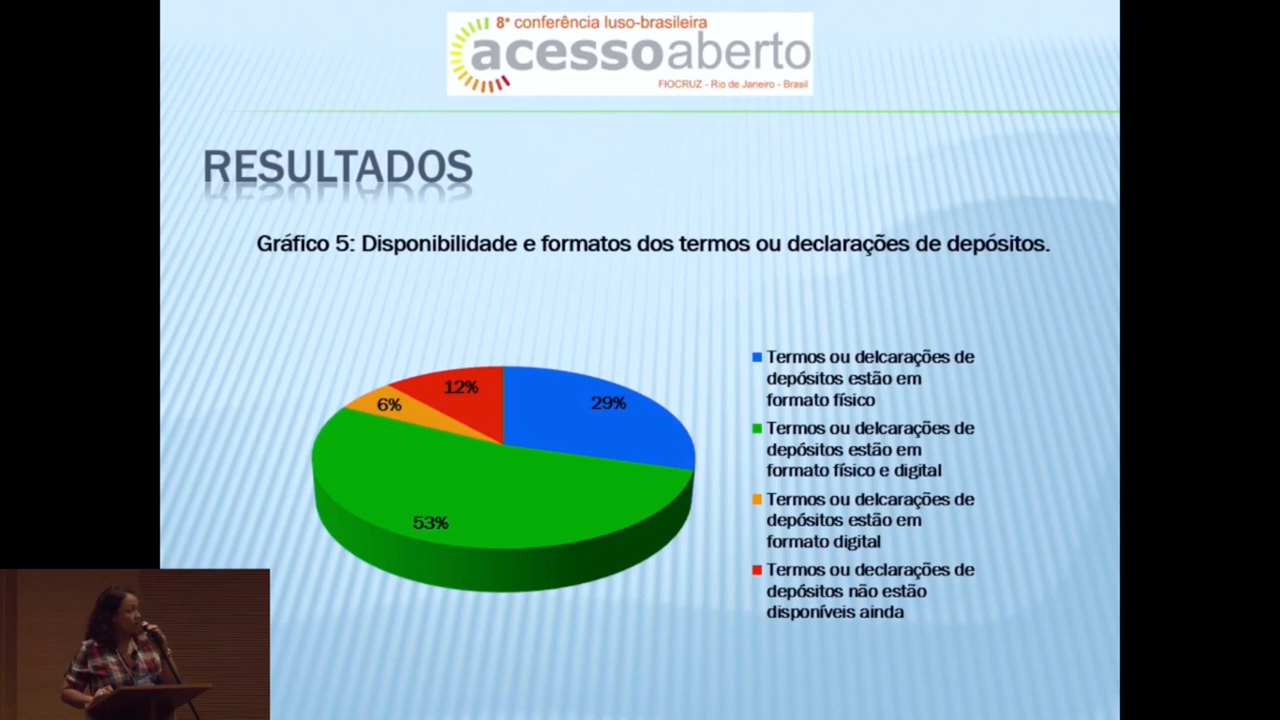 8ª conferência luso-brasileira
acessoaberto
FIOCRUZ - Rio de Janeiro - Brasil
RESULTADOS
Gráfico 5: Disponibilidade e formatos dos termos ou declarações de depósitos.
12%
29%
6%
53%
Termos ou delcarações de
depósitos estão em
formato físico
Termos ou delcarações de
depósitos estão em
formato físico e digital
Termos ou delcarações de
depósitos estão em
formato digital
Termos ou declarações de
depósitos não estão
disponíveis ainda